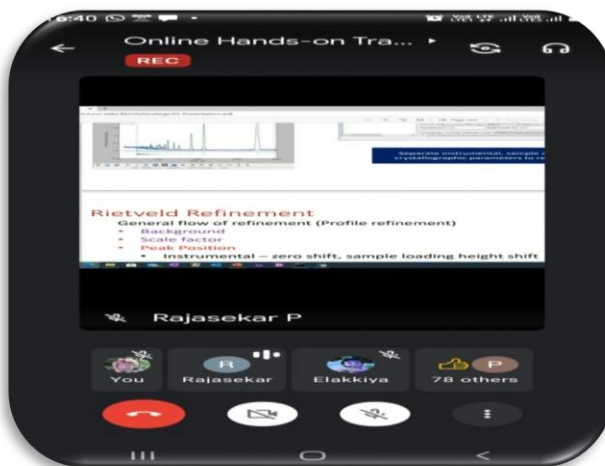 6:40
Online Hands-on Tra...
REC
Separate instrumental, sample
crystallographic parameters to re
Rietveld Refinement
General flow of refinement (Profile refinement)
• Background
• Scale factor
• Peak Position
• Instrumental – zero shift, sample loading height shift
Rajasekar P
R
P
You
Rajasekar
Elakkiya
78 others